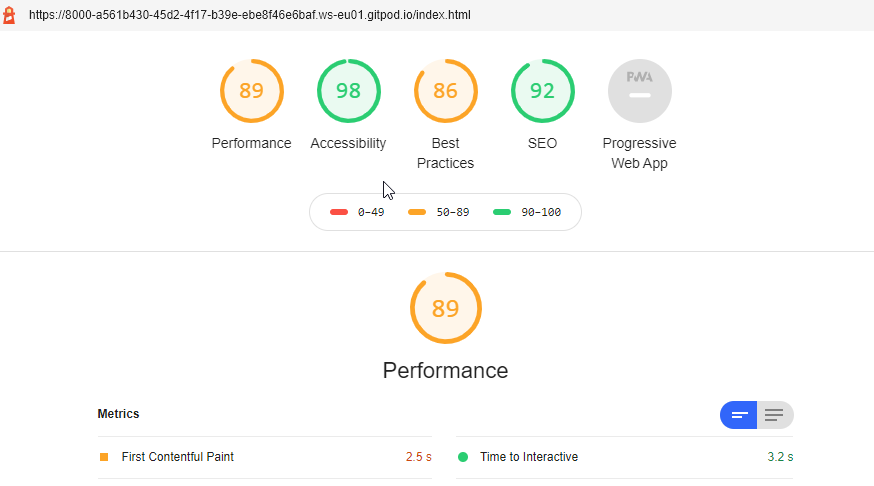 https://8000-a561b430-45d2-4f17-b39e-ebe8f46e6baf.ws-eu01.gitpod.io/index.html
89 98 86 92 PWA
Performance Accessibility Best Practices SEO Progressive Web App
0–49 50–89 90–100
89
Performance
Metrics
First Contentful Paint 2.5 s Time to Interactive 3.2 s